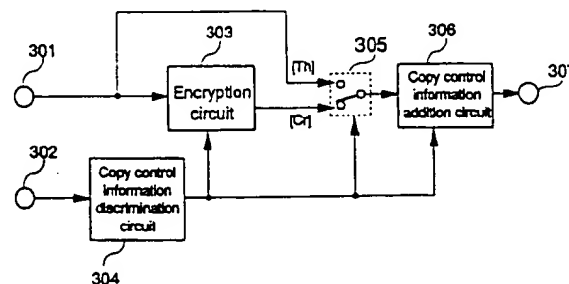 303
305
306
301
[Th]
307
Encryption
circuit
Copy control
information
addition circuit
[Cr]
302
Copy control
information
discrimination
circuit
304